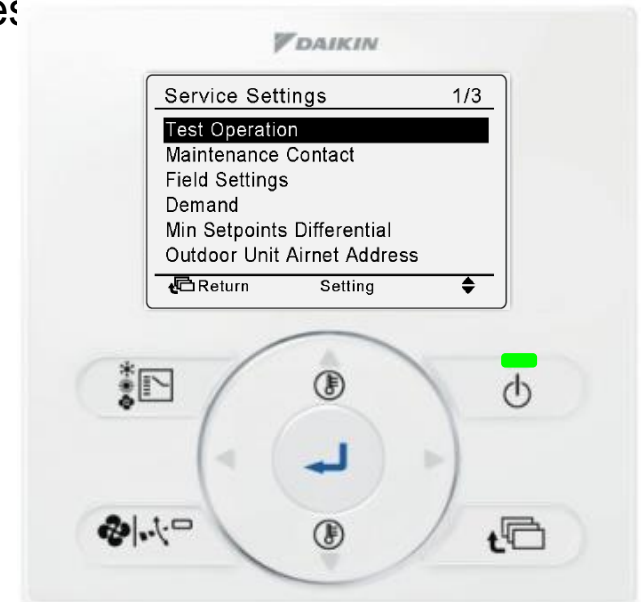 DAIKIN
Service Settings 1/3
Test Operation
Maintenance Contact
Field Settings
Demand
Min Setpoints Differential
Outdoor Unit Airnet Address
Return Setting